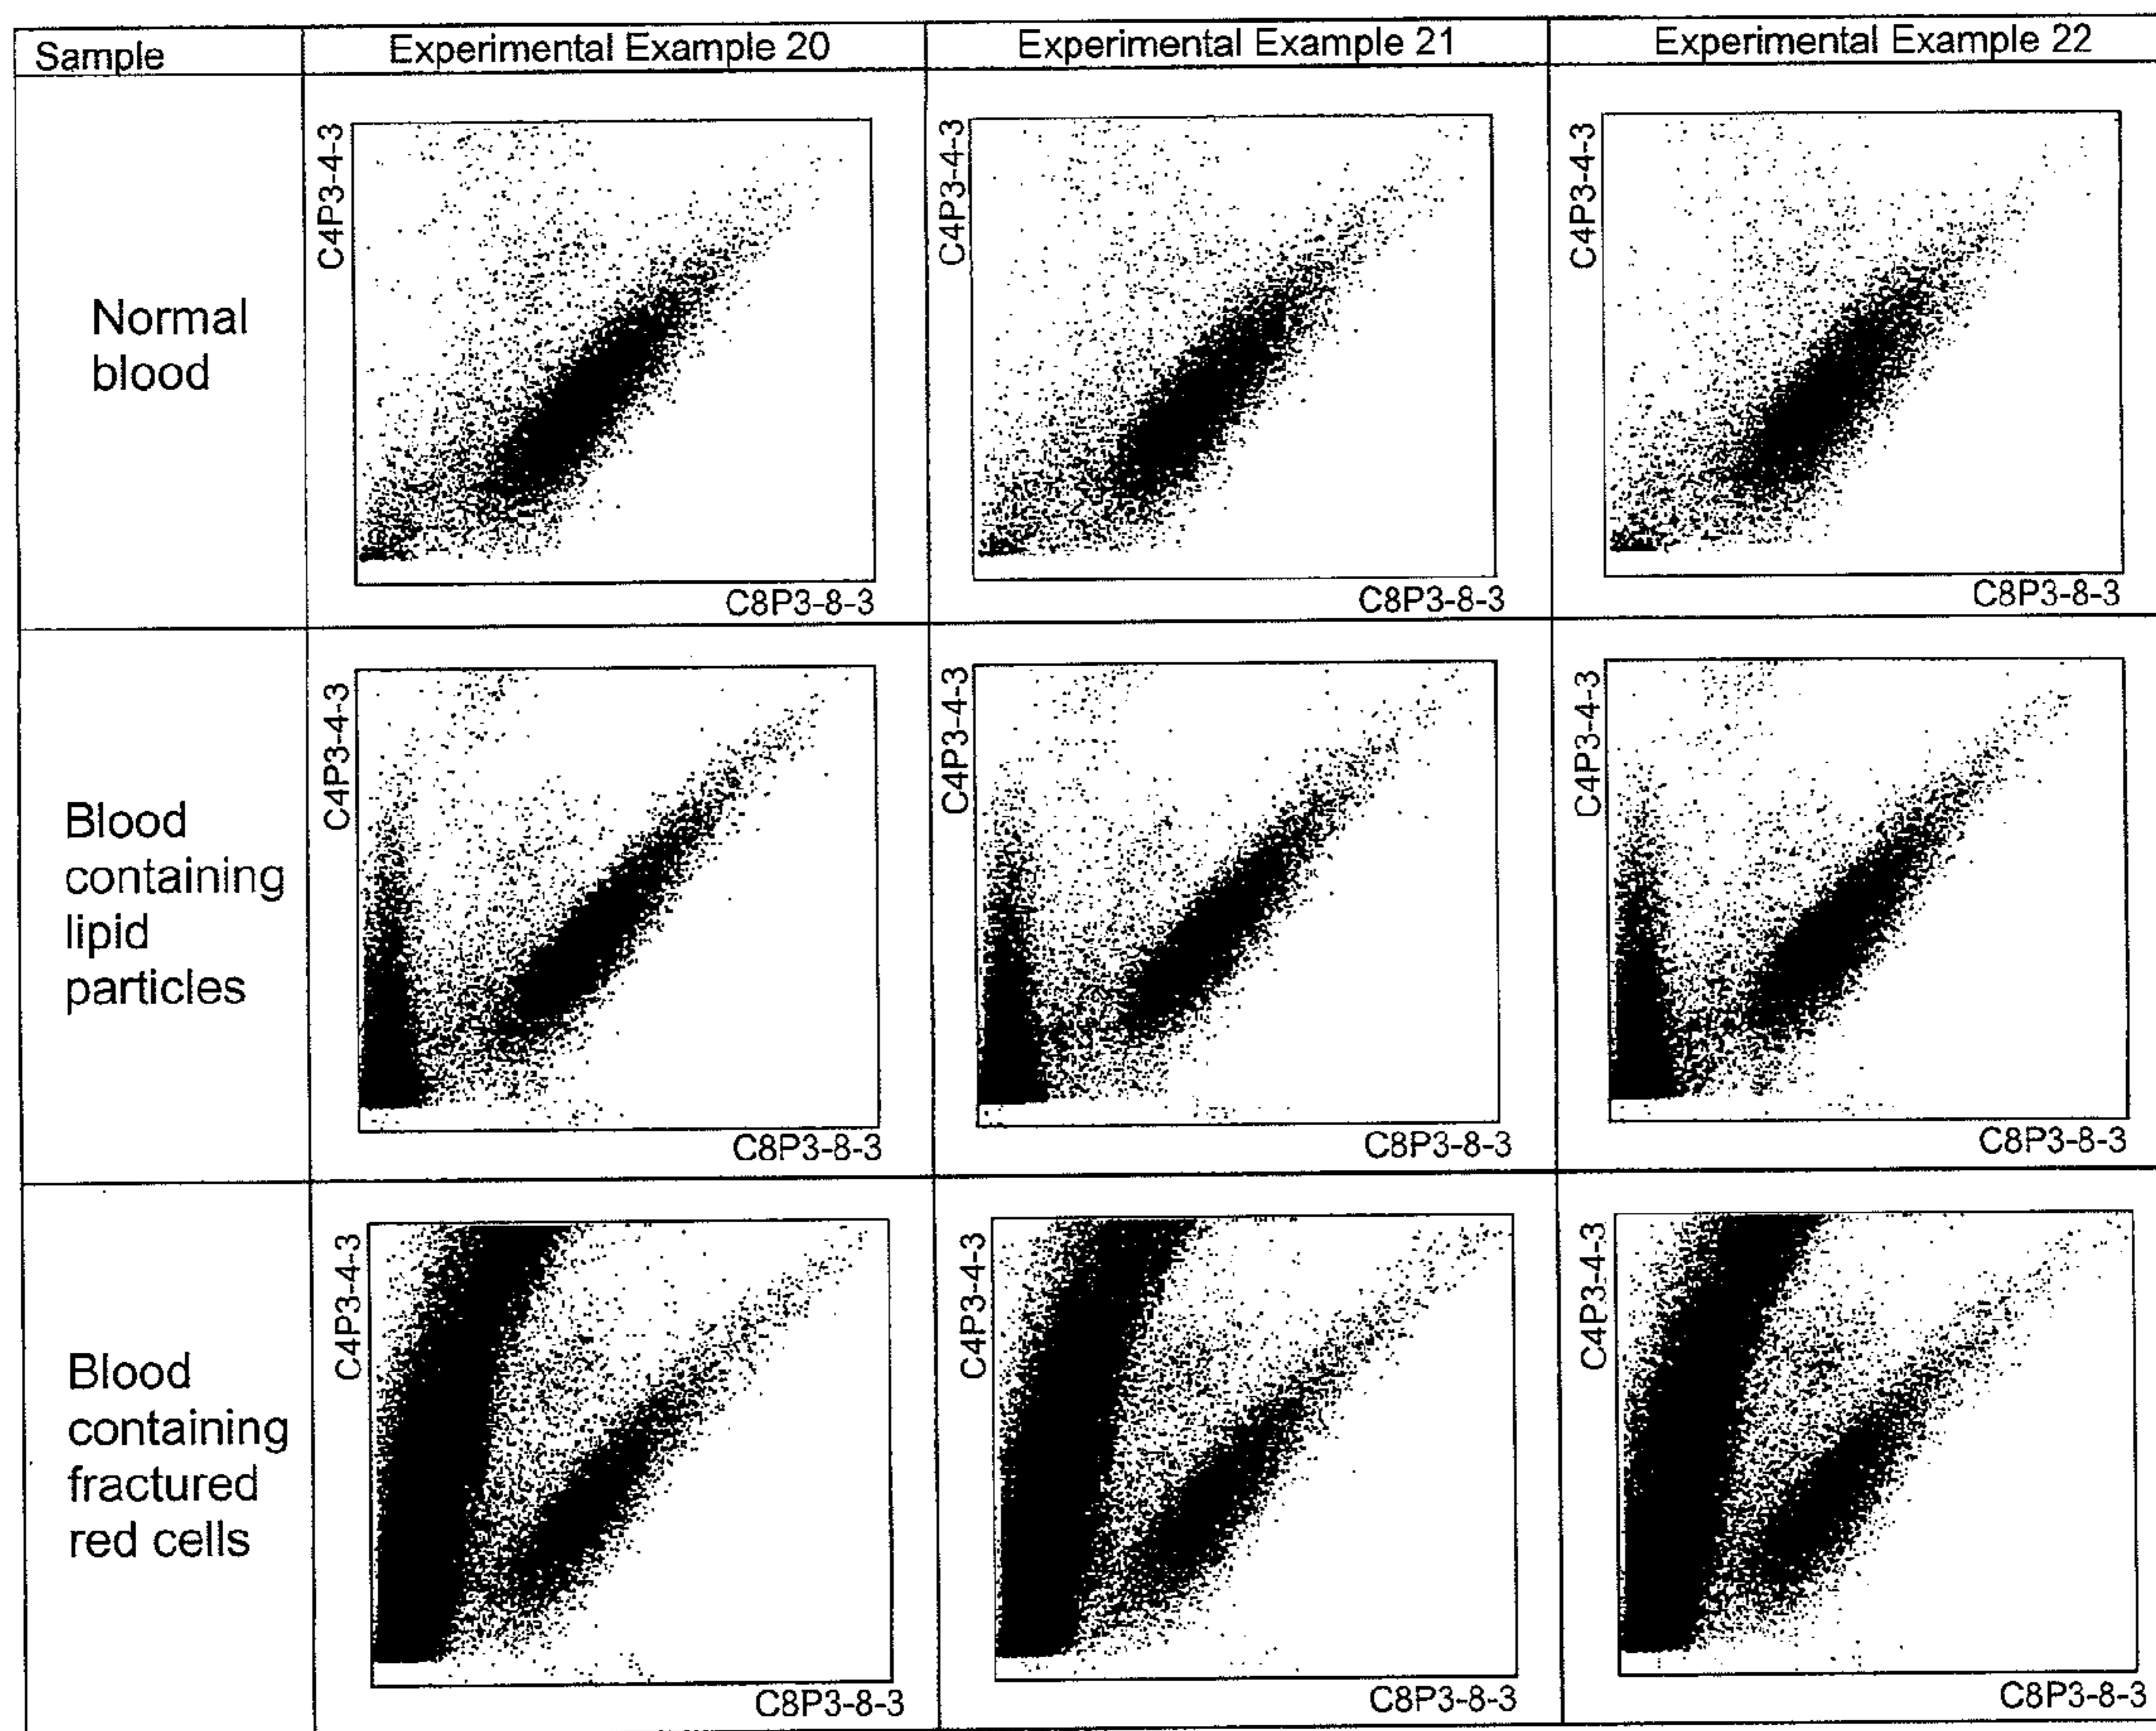 Sample
Experimental Example 20
Experimental Example 21
Experimental Example 22
Normal
blood
C4P3-4-3
C8P3-8-3
C4P3-4-3
C8P3-8-3
C4P3-4-3
C8P3-8-3
Blood
containing
lipid
particles
C4P3-4-3
C8P3-8-3
C4P3-4-3
C8P3-8-3
C4P3-4-3
C8P3-8-3
Blood
containing
fractured
red cells
C4P3-4-3
C8P3-8-3
C4P3-4-3
C8P3-8-3
C4P3-4-3
C8P3-8-3